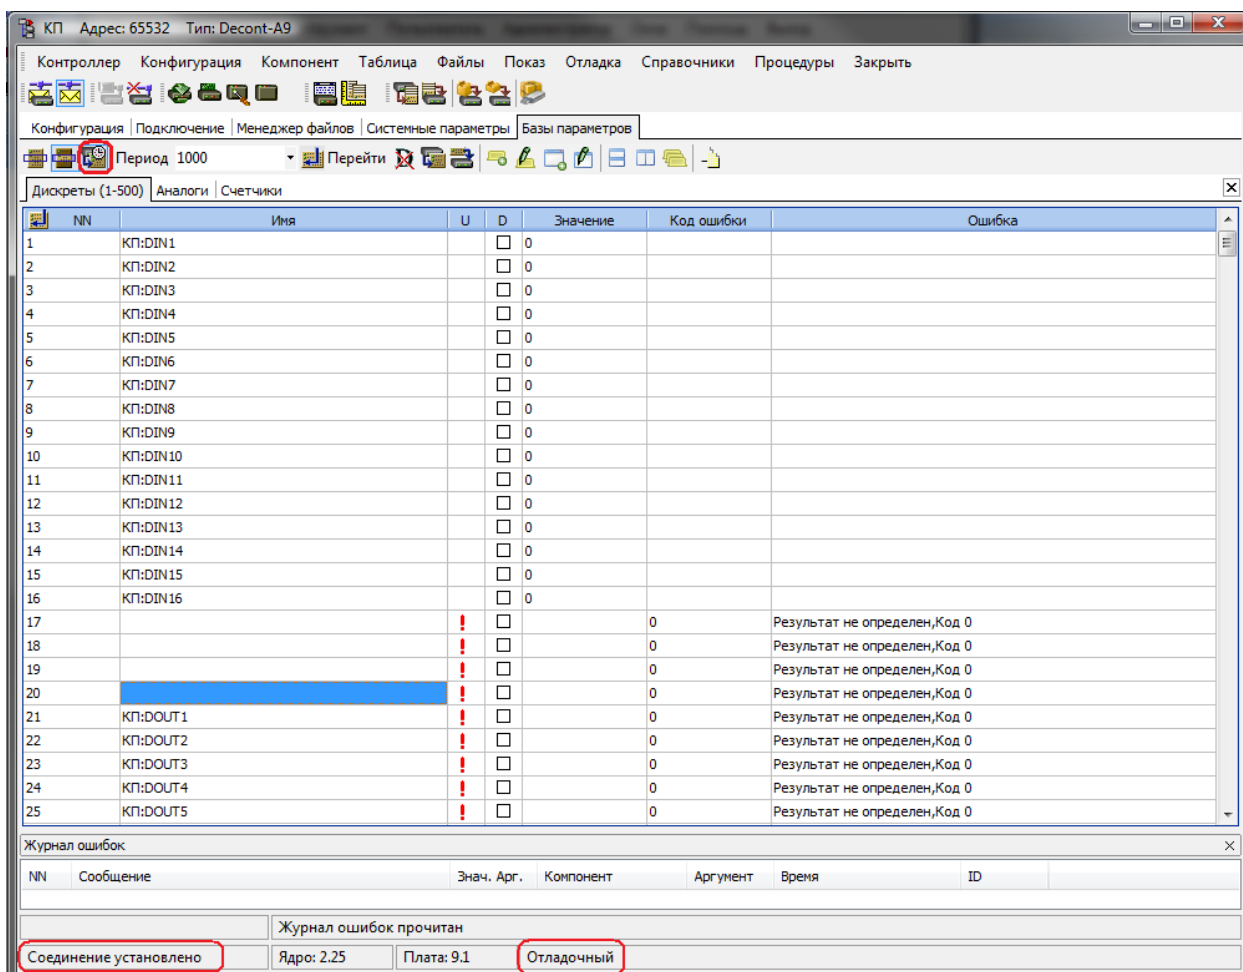 КП Адрес: 65532 Тип: Decont-A9
Контроллер Конфигурация Компонент Таблица Файлы Показ Отладка Справочники Процедуры Закрыть
Конфигурация Подключение Менеджер файлов Системные параметры Базы параметров
Период 1000 Перейти
Дискреты (1-500) Аналоги Счетчики
NN Имя U D Значение Код ошибки Ошибка
1 КП:DIN1 0
2 КП:DIN2 0
3 КП:DIN3 0
4 КП:DIN4 0
5 КП:DIN5 0
6 КП:DIN6 0
7 КП:DIN7 0
8 КП:DIN8 0
9 КП:DIN9 0
10 КП:DIN10 0
11 КП:DIN11 0
12 КП:DIN12 0
13 КП:DIN13 0
14 КП:DIN14 0
15 КП:DIN15 0
16 КП:DIN16 0
17 ! 0 Результат не определен,Код 0
18 ! 0 Результат не определен,Код 0
19 ! 0 Результат не определен,Код 0
20 ! 0 Результат не определен,Код 0
21 КП:DOUT1 ! 0 Результат не определен,Код 0
22 КП:DOUT2 ! 0 Результат не определен,Код 0
23 КП:DOUT3 ! 0 Результат не определен,Код 0
24 КП:DOUT4 ! 0 Результат не определен,Код 0
25 КП:DOUT5 ! 0 Результат не определен,Код 0
Журнал ошибок
NN Сообщение Знач. Арг. Компонент Аргумент Время ID
Журнал ошибок прочитан
Соединение установлено Ядро: 2.25 Плата: 9.1 Отладочный